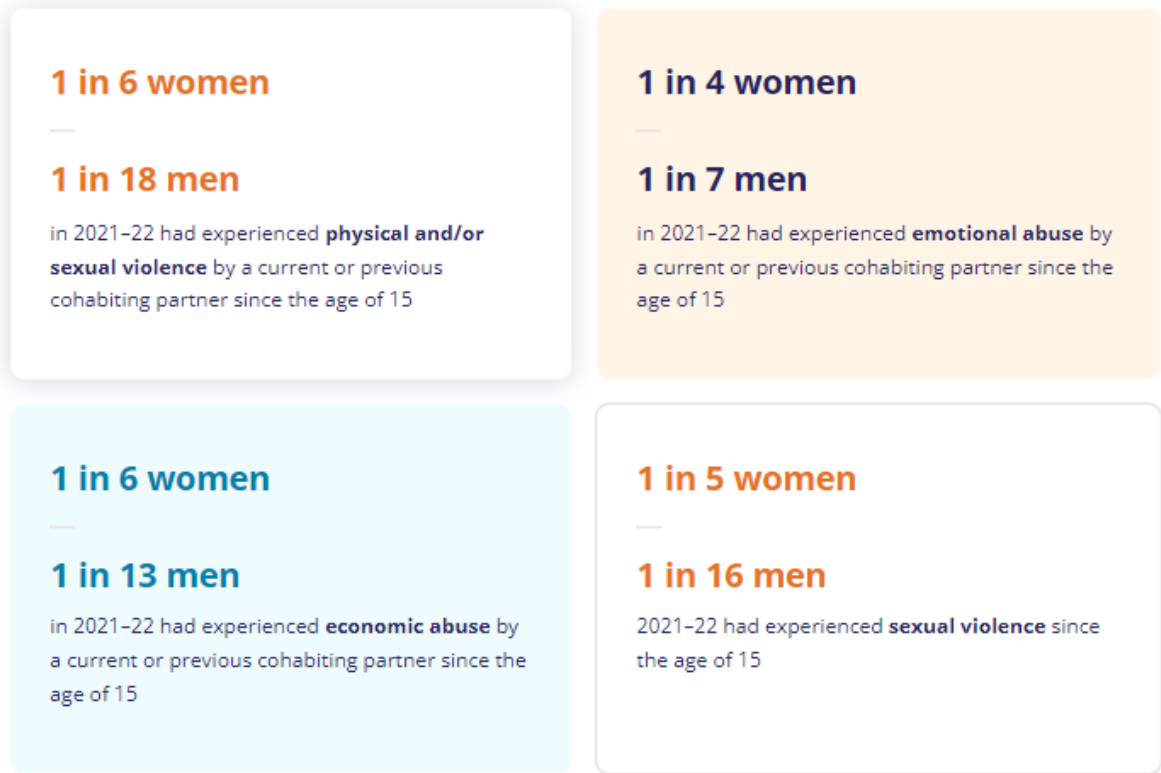 1 in 6 women
1 in 18 men
in 2021–22 had experienced physical and/or
sexual violence by a current or previous
cohabiting partner since the age of 15
1 in 4 women
1 in 7 men
in 2021–22 had experienced emotional abuse by
a current or previous cohabiting partner since the
age of 15
1 in 6 women
1 in 13 men
in 2021–22 had experienced economic abuse by
a current or previous cohabiting partner since the
age of 15
1 in 5 women
1 in 16 men
2021–22 had experienced sexual violence since
the age of 15